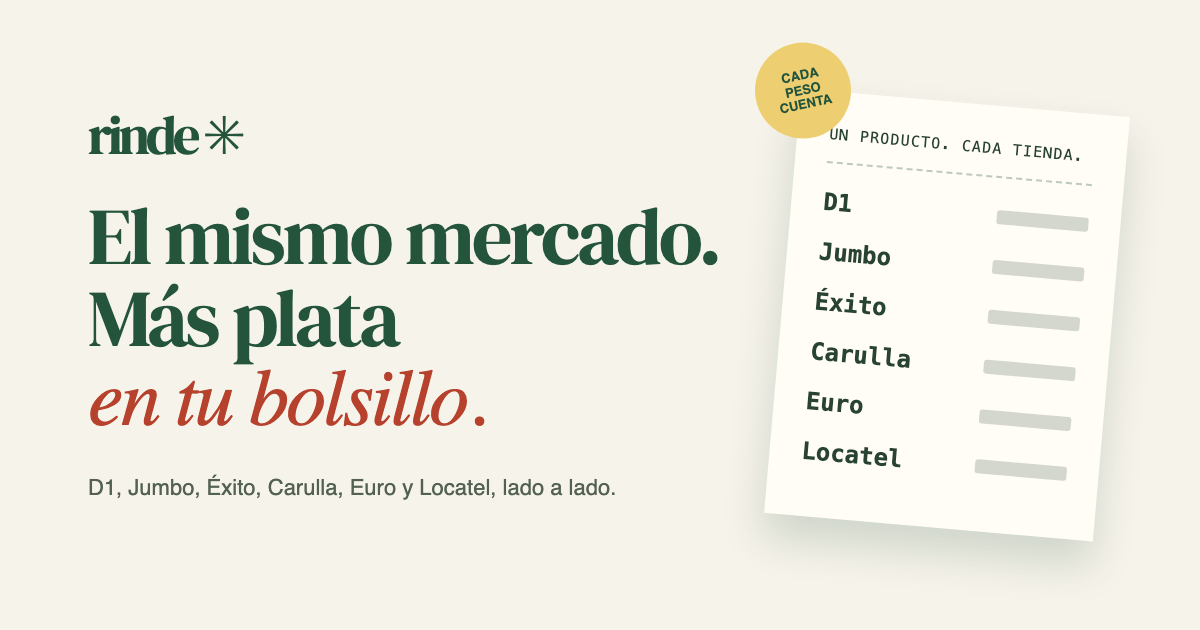 rinde
El mismo mercado.
Más plata
en tu bolsillo.
D1, Jumbo, Éxito, Carulla, Euro y Locatel, lado a lado.
CADA
PESO
CUENTA
UN PRODUCTO. CADA TIENDA.
D1
Jumbo
Éxito
Carulla
Euro
Locatel